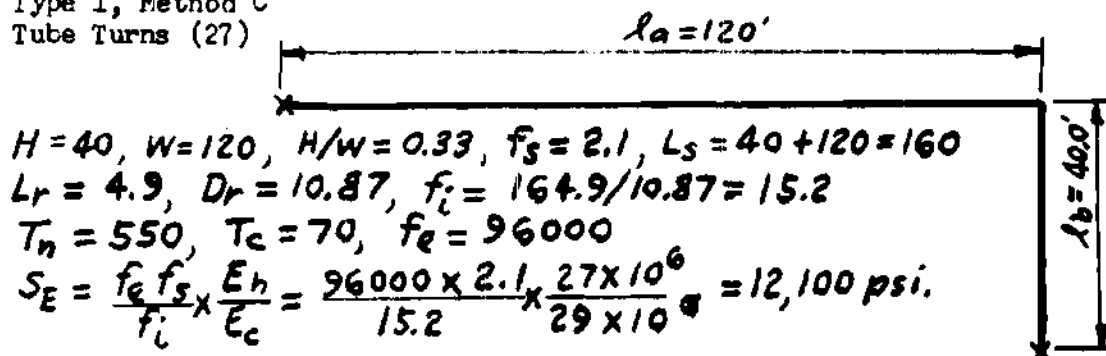 Type 1, Method C
Tube Turns (27)
la = 120'
H = 40, W = 120, H/W = 0.33, fs = 2.1, Ls = 40 + 120 = 160
Lr = 4.9, Dr = 10.87, fi = 164.9/10.87 = 15.2
Tn = 550, Tc = 70, fe = 96000
SE = fe fs / fi × Eh / Ec = 96000 × 2.1 / 15.2 × 27 × 10^6 / 29 × 10^6 = 12,100 psi.
lb = 40.0'